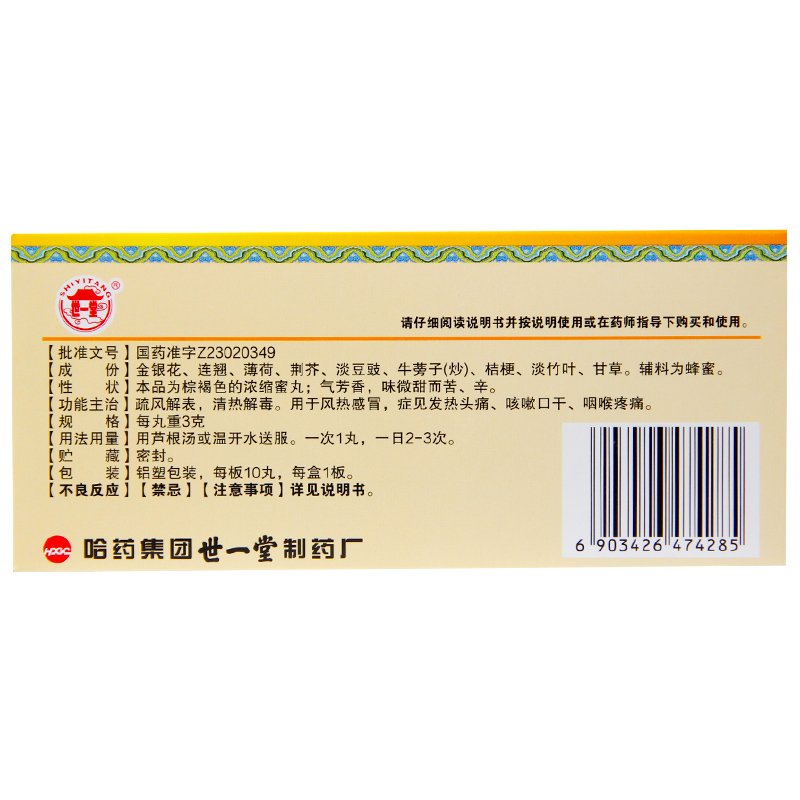 SHIYITANG
世一堂
®
请仔细阅读说明书并按说明使用或在药师指导下购买和使用。
【批准文号】国药准字Z23020349
【成 份】金银花、连翘、薄荷、荆芥、淡豆豉、牛蒡子(炒)、桔梗、淡竹叶、甘草。辅料为蜂蜜。
【性 状】本品为棕褐色的浓缩蜜丸；气芳香，味微甜而苦、辛。
【功能主治】疏风解表，清热解毒。用于风热感冒，症见发热头痛、咳嗽口干、咽喉疼痛。
【规 格】每丸重3克
【用法用量】用芦根汤或温开水送服。一次1丸，一日2-3次。
【贮 藏】密封。
【包 装】铝塑包装，每板10丸，每盒1板。
【不良反应】【禁忌】【注意事项】详见说明书。
HXGC 哈药集团世一堂制药厂
6 903426 474285